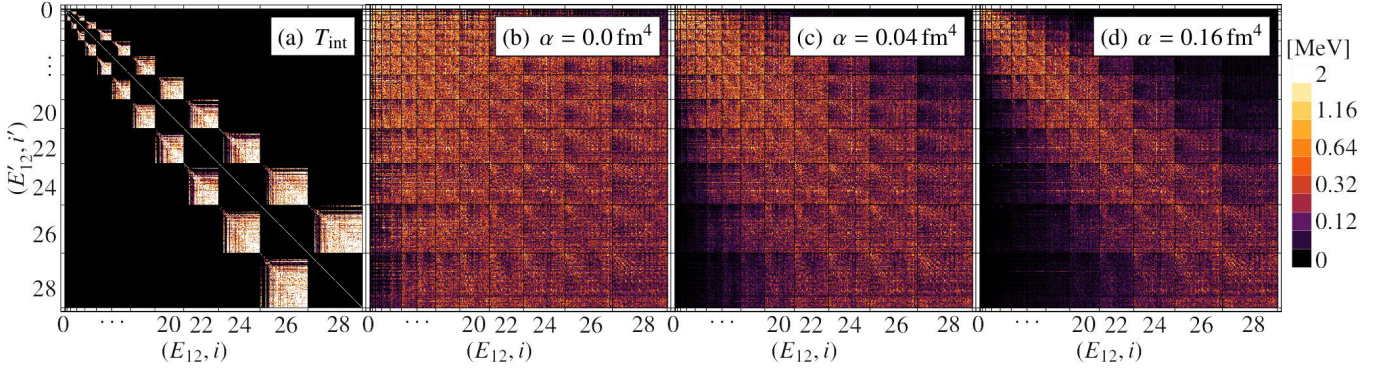 0
⋮
20
22
24
26
28
(E′₁₂, i′)
(a) T_int
(b) α = 0.0 fm⁴
(c) α = 0.04 fm⁴
(d) α = 0.16 fm⁴
[MeV]
2
1.16
0.64
0.32
0.12
0
0 ⋯ 20 22 24 26 28
(E₁₂, i)
0 ⋯ 20 22 24 26 28
(E₁₂, i)
0 ⋯ 20 22 24 26 28
(E₁₂, i)
0 ⋯ 20 22 24 26 28
(E₁₂, i)